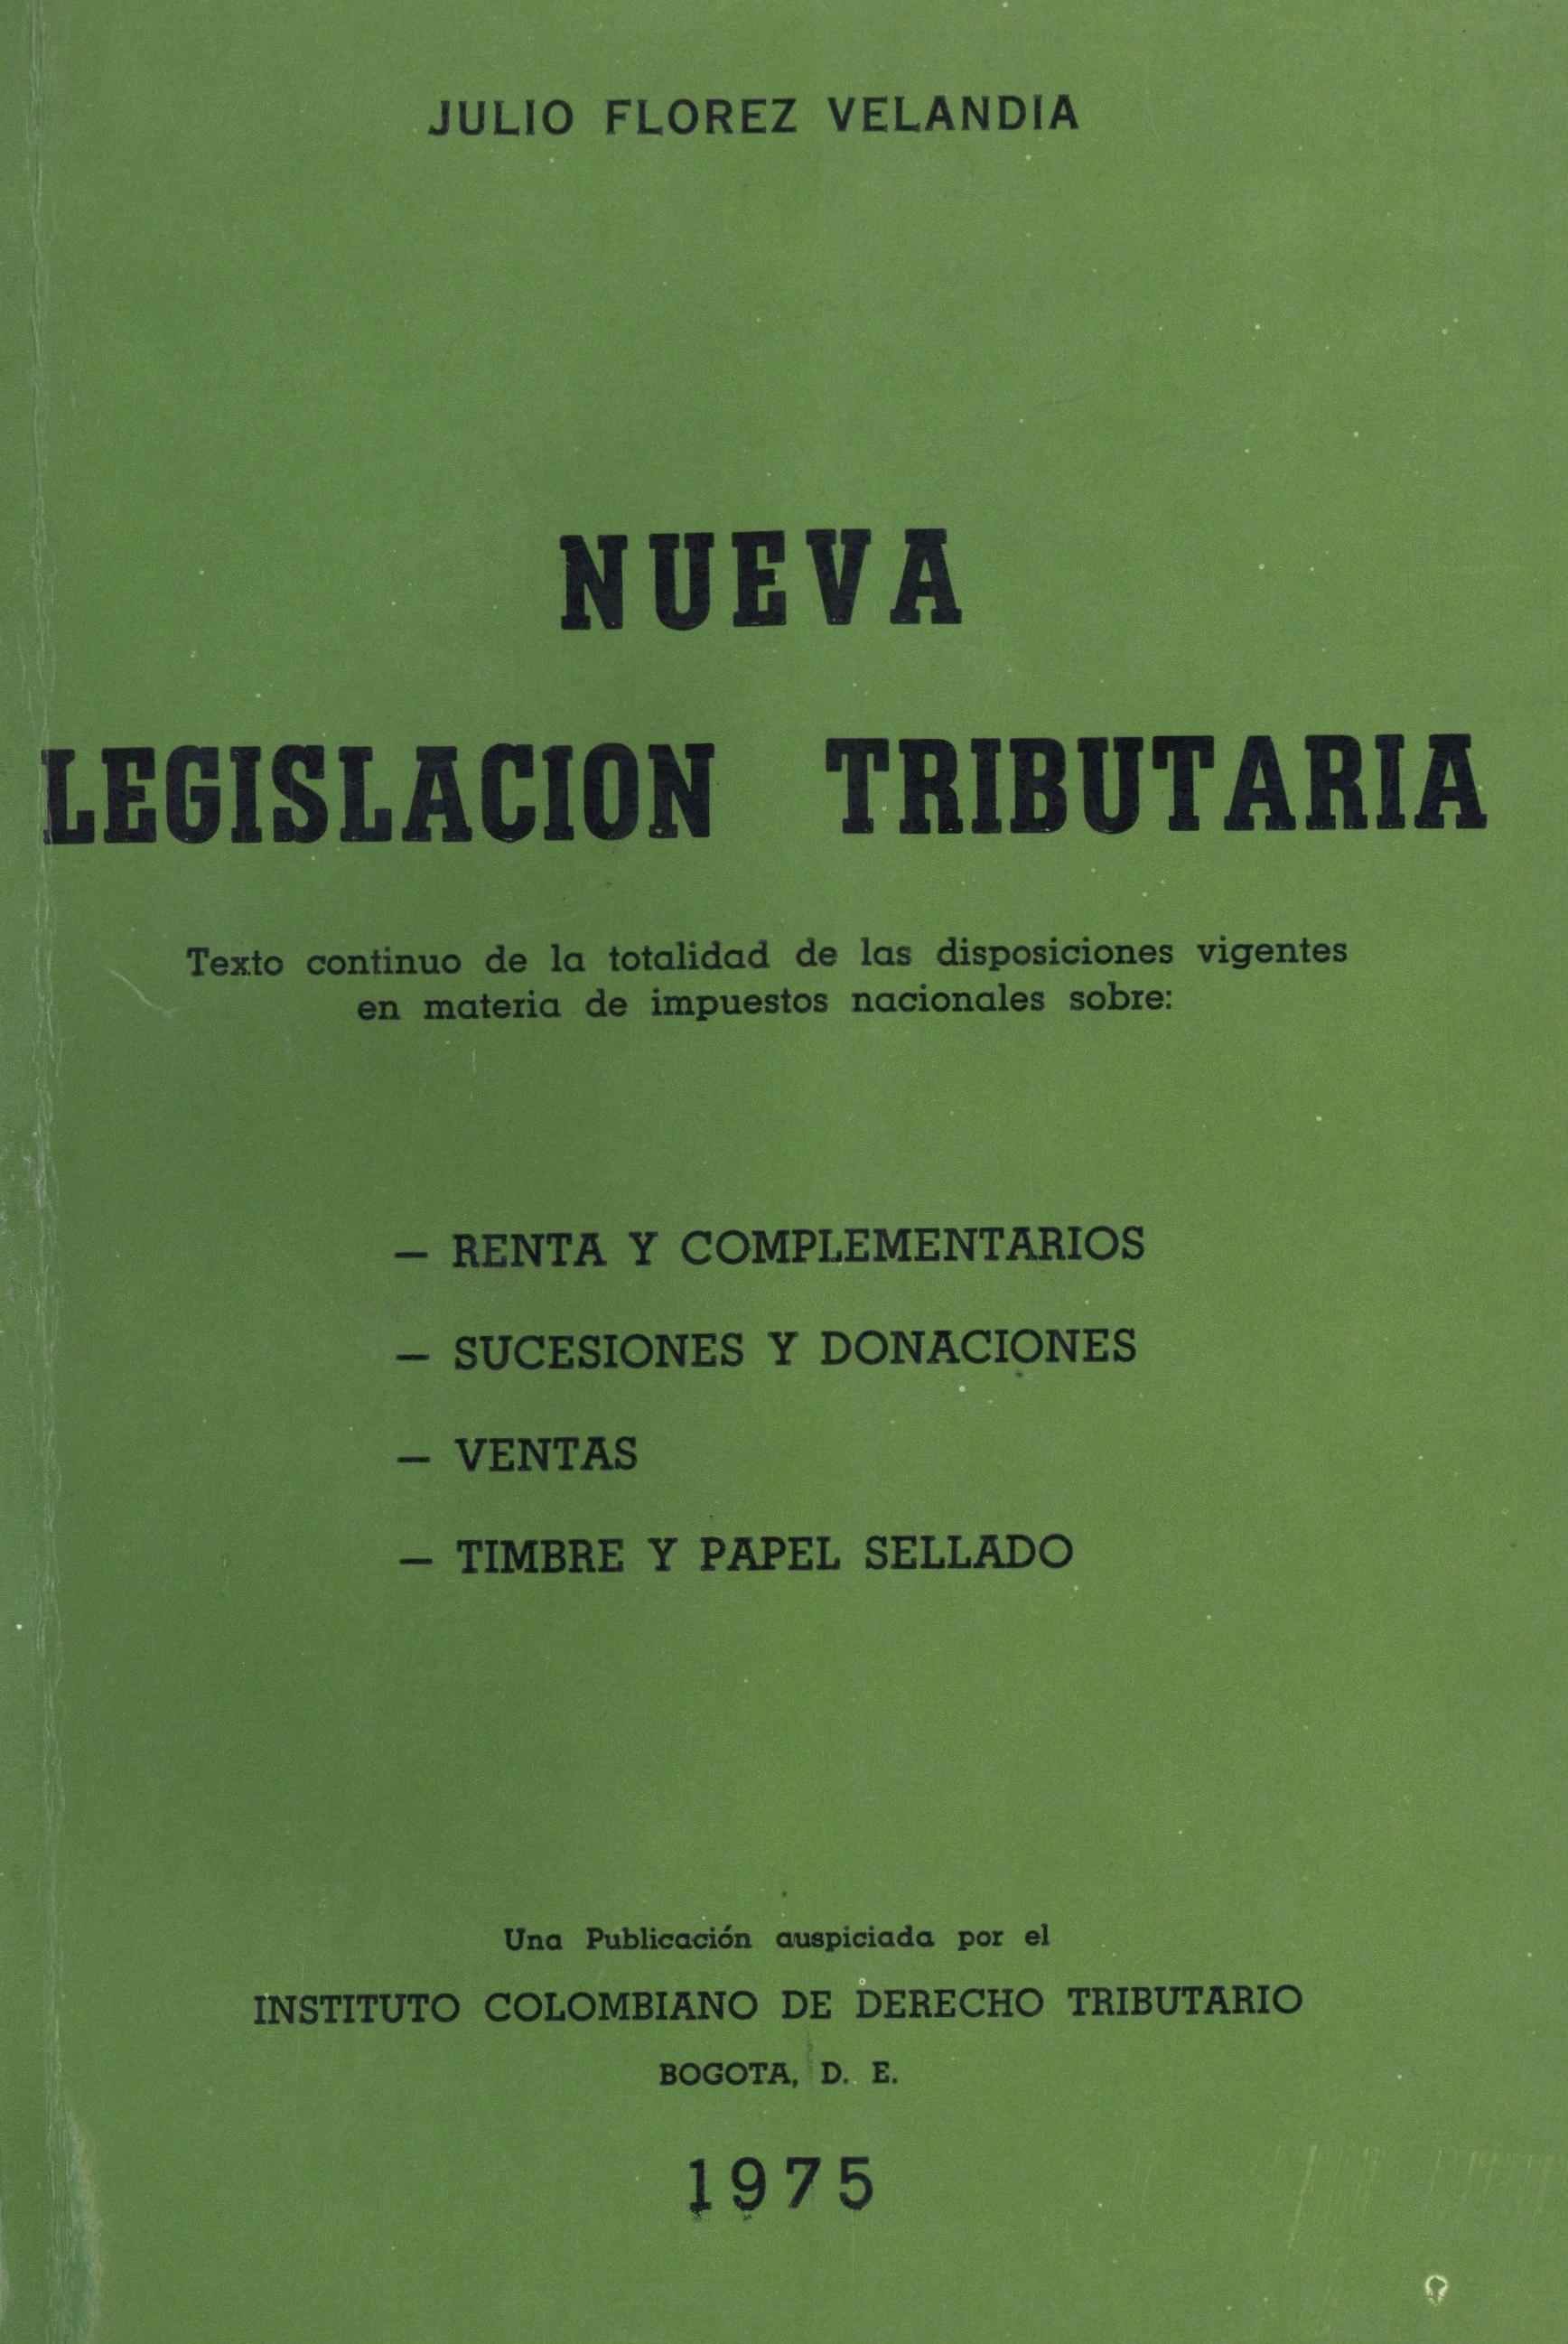 JULIO FLOREZ VELANDIA
NUEVA
LEGISLACION TRIBUTARIA
Texto continuo de la totalidad de las disposiciones vigentes
en materia de impuestos nacionales sobre:
— RENTA Y COMPLEMENTARIOS
— SUCESIONES Y DONACIONES
— VENTAS
— TIMBRE Y PAPEL SELLADO
Una Publicación auspiciada por el
INSTITUTO COLOMBIANO DE DERECHO TRIBUTARIO
BOGOTA, D. E.
1975